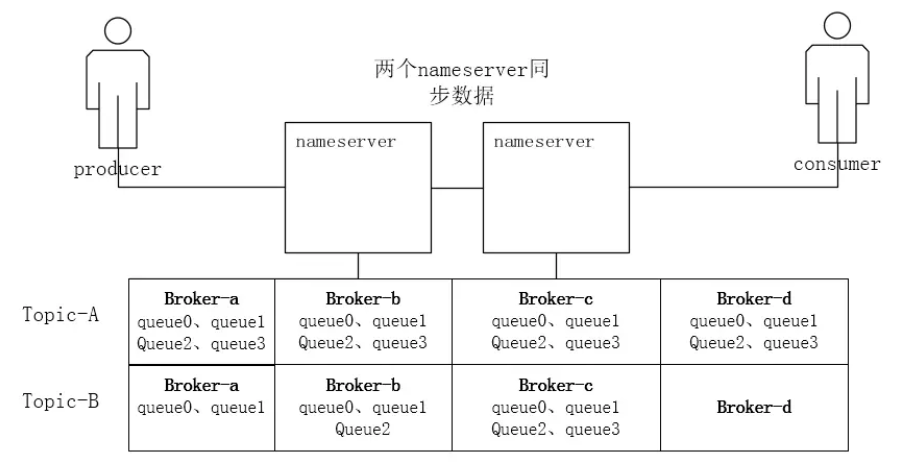 两个nameserver同
步数据
nameserver
nameserver
producer
consumer
Topic-A
Broker-a
queue0、queue1
Queue2、queue3
Broker-b
queue0、queue1
Queue2、queue3
Broker-c
queue0、queue1
Queue2、queue3
Broker-d
queue0、queue1
Queue2、queue3
Topic-B
Broker-a
queue0、queue1
Broker-b
queue0、queue1
Queue2
Broker-c
queue0、queue1
Queue2、queue3
Broker-d